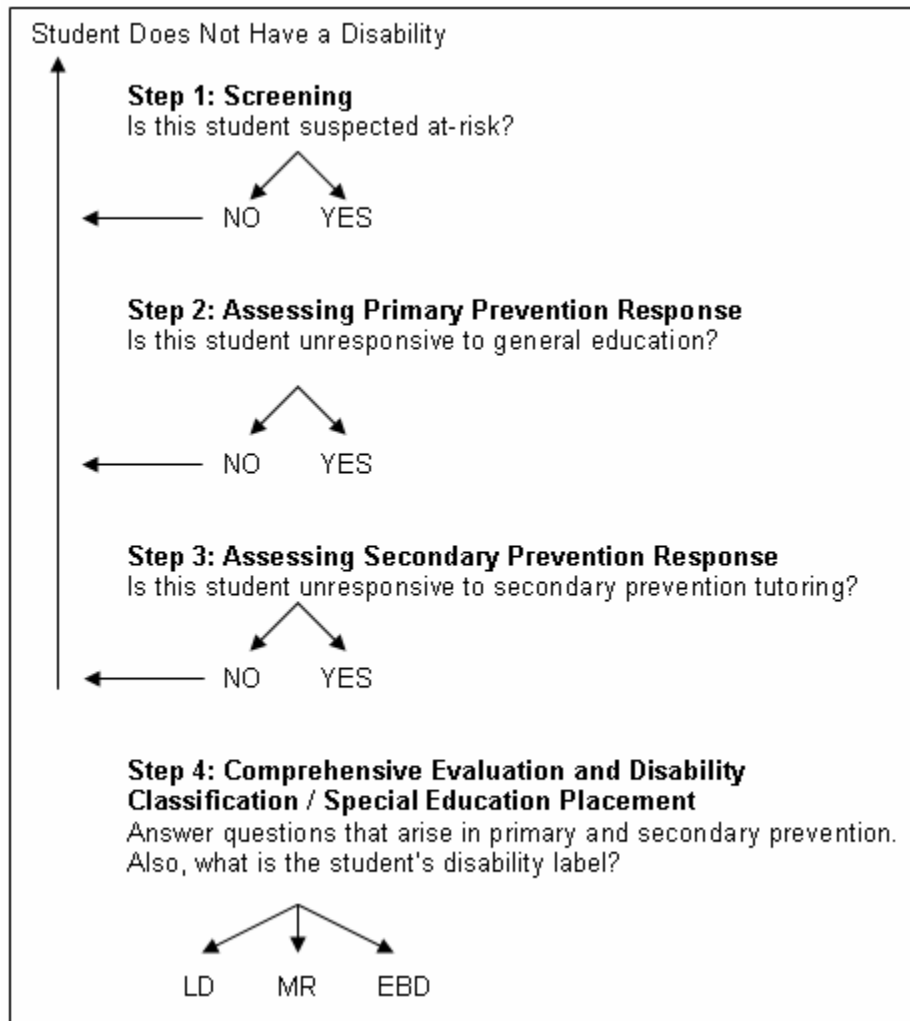 Student Does Not Have a Disability
Step 1: Screening
Is this student suspected at-risk?
NO YES
Step 2: Assessing Primary Prevention Response
Is this student unresponsive to general education?
NO YES
Step 3: Assessing Secondary Prevention Response
Is this student unresponsive to secondary prevention tutoring?
NO YES
Step 4: Comprehensive Evaluation and Disability
Classification / Special Education Placement
Answer questions that arise in primary and secondary prevention.
Also, what is the student's disability label?
LD MR EBD